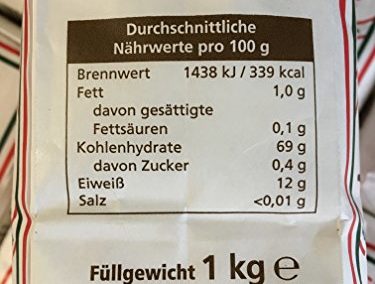 Durchschnittliche
Nährwerte pro 100 g
Brennwert 1438 kJ / 339 kcal
Fett 1,0 g
davon gesättigte
Fettsäuren 0,1 g
Kohlenhydrate 69 g
davon Zucker 0,4 g
Eiweiß 12 g
Salz <0,01 g
Füllgewicht 1 kg ℮